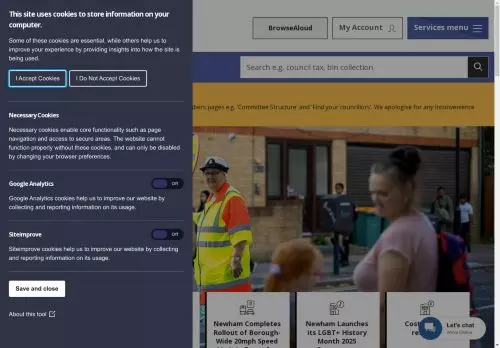 This site uses cookies to store information on your
computer.
Some of these cookies are essential, while others help us to
improve your experience by providing insights into how the site is
being used.
I Accept Cookies
I Do Not Accept Cookies
Necessary Cookies
Necessary cookies enable core functionality such as page
navigation and access to secure areas. The website cannot
function properly without these cookies, and can only be disabled
by changing your browser preferences.
Google Analytics
Off
Google Analytics cookies help us to improve our website by
collecting and reporting information on its usage.
Siteimprove
Off
Siteimprove cookies help us to improve our website by collecting
and reporting information on its usage.
Save and close
About this tool
BrowseAloud
My Account
Services menu
Search e.g. council tax, bin collection
pages e.g. 'Committee Structure' and 'Find your councillors'. We apologise for any inconvenience
Newham Completes
Rollout of Borough-
Wide 20mph Speed
Newham Launches
its LGBT+ History
Month 2025
Let's chat
We're Online